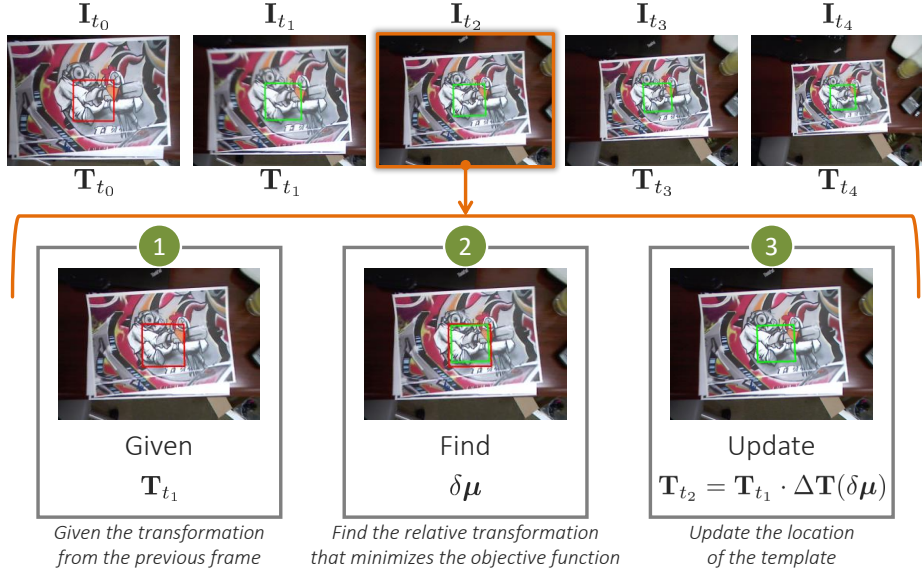 I_{t_0} I_{t_1} I_{t_2} I_{t_3} I_{t_4}
T_{t_0} T_{t_1} T_{t_3} T_{t_4}
1 2 3
Given Find Update
T_{t_1} δμ T_{t_2} = T_{t_1} · ΔT(δμ)
Given the transformation
from the previous frame
Find the relative transformation
that minimizes the objective function
Update the location
of the template